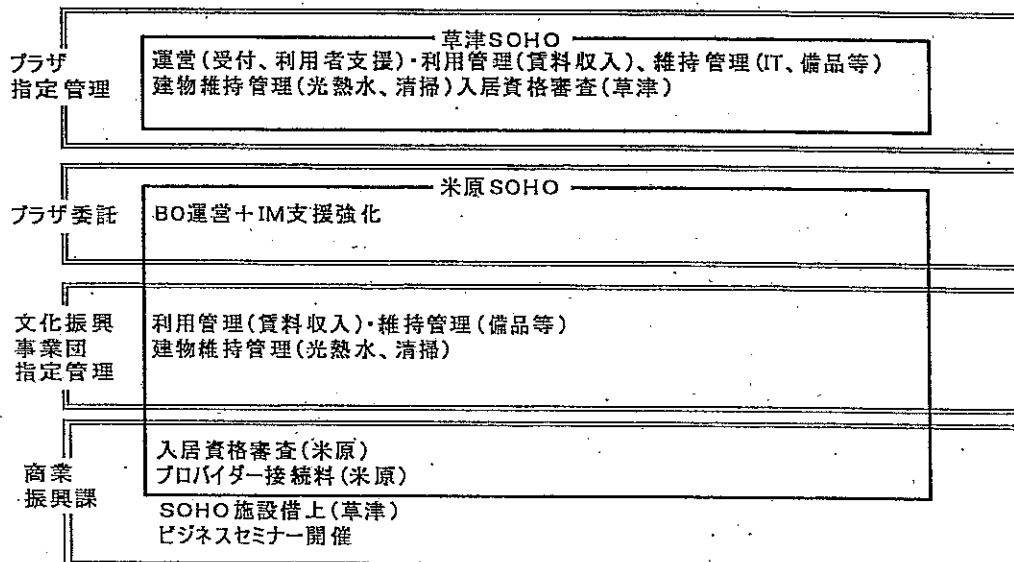 草津SOHO
プラザ
指定管理
運営(受付、利用者支援)・利用管理(賃料収入)、維持管理(IT、備品等)
建物維持管理(光熱水、清掃)入居資格審査(草津)
米原SOHO
プラザ委託
BO運営+IM支援強化
文化振興
事業団
指定管理
利用管理(賃料収入)・維持管理(備品等)
建物維持管理(光熱水、清掃)
商業
振興課
入居資格審査(米原)
プロバイダー接続料(米原)
SOHO施設借上(草津)
ビジネスセミナー開催